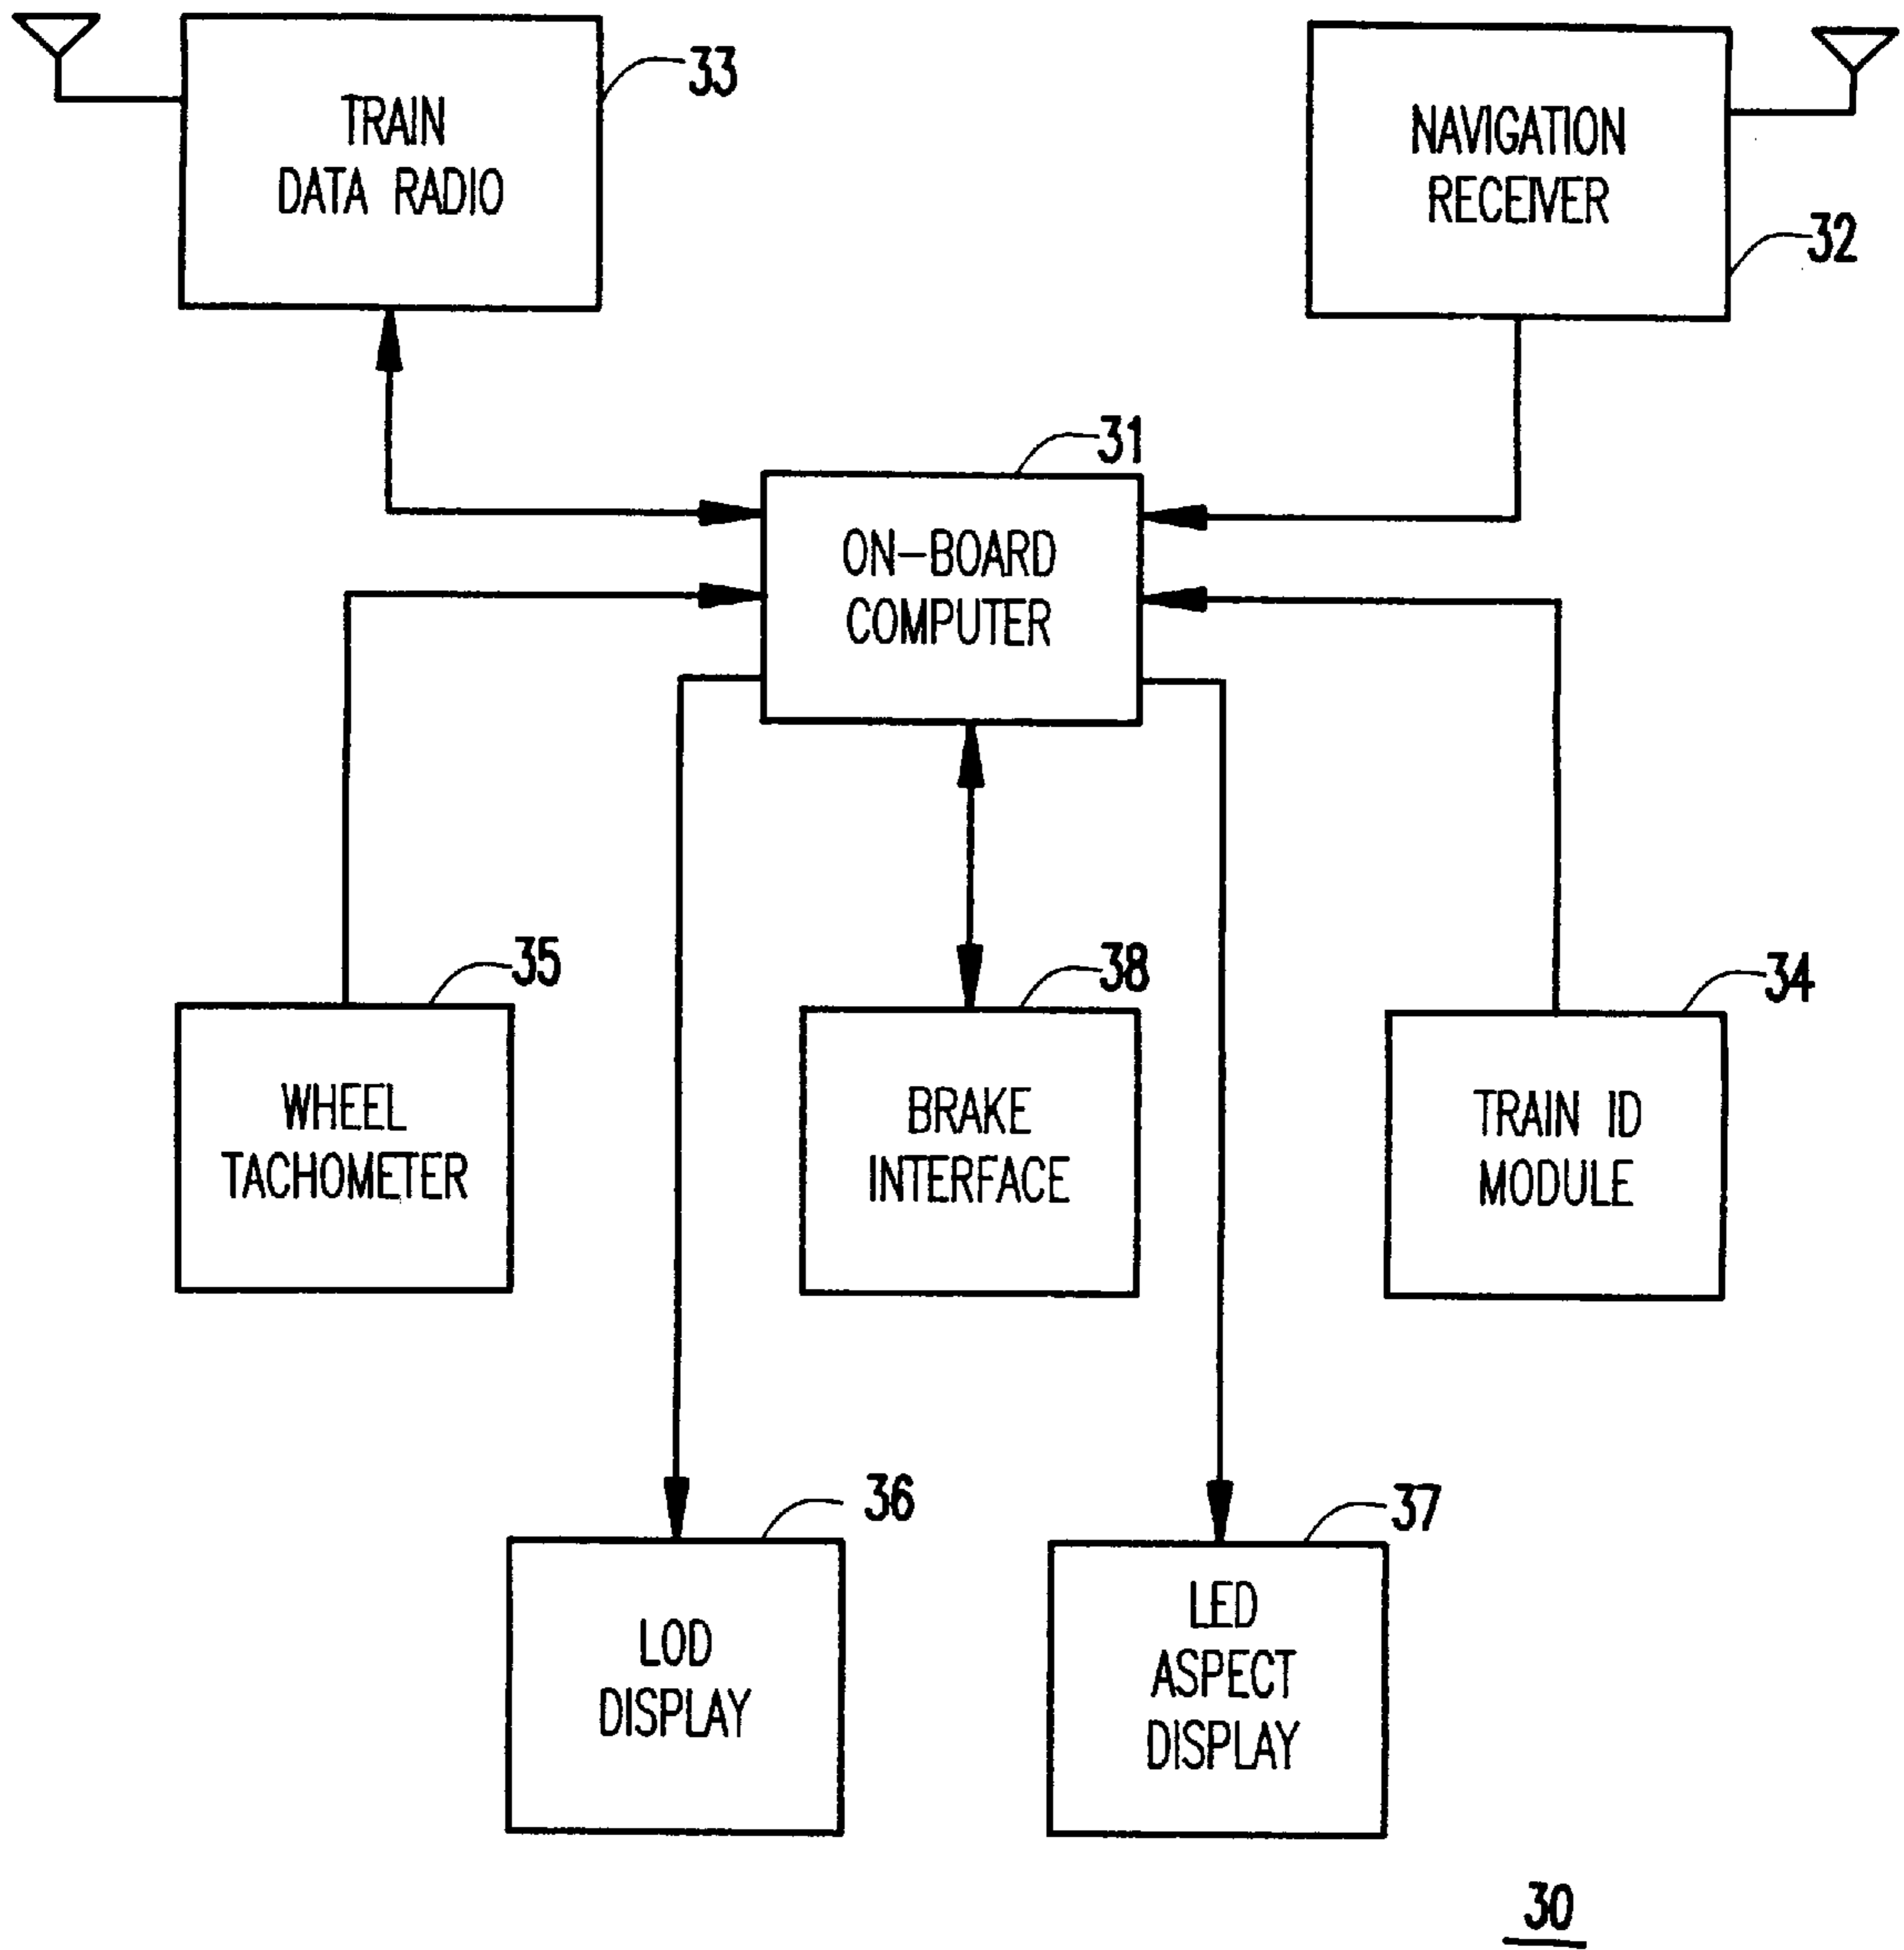 33
TRAIN
DATA RADIO
NAVIGATION
RECEIVER
32
31
ON-BOARD
COMPUTER
35
WHEEL
TACHOMETER
38
BRAKE
INTERFACE
34
TRAIN ID
MODULE
36
LOD
DISPLAY
37
LED
ASPECT
DISPLAY
30